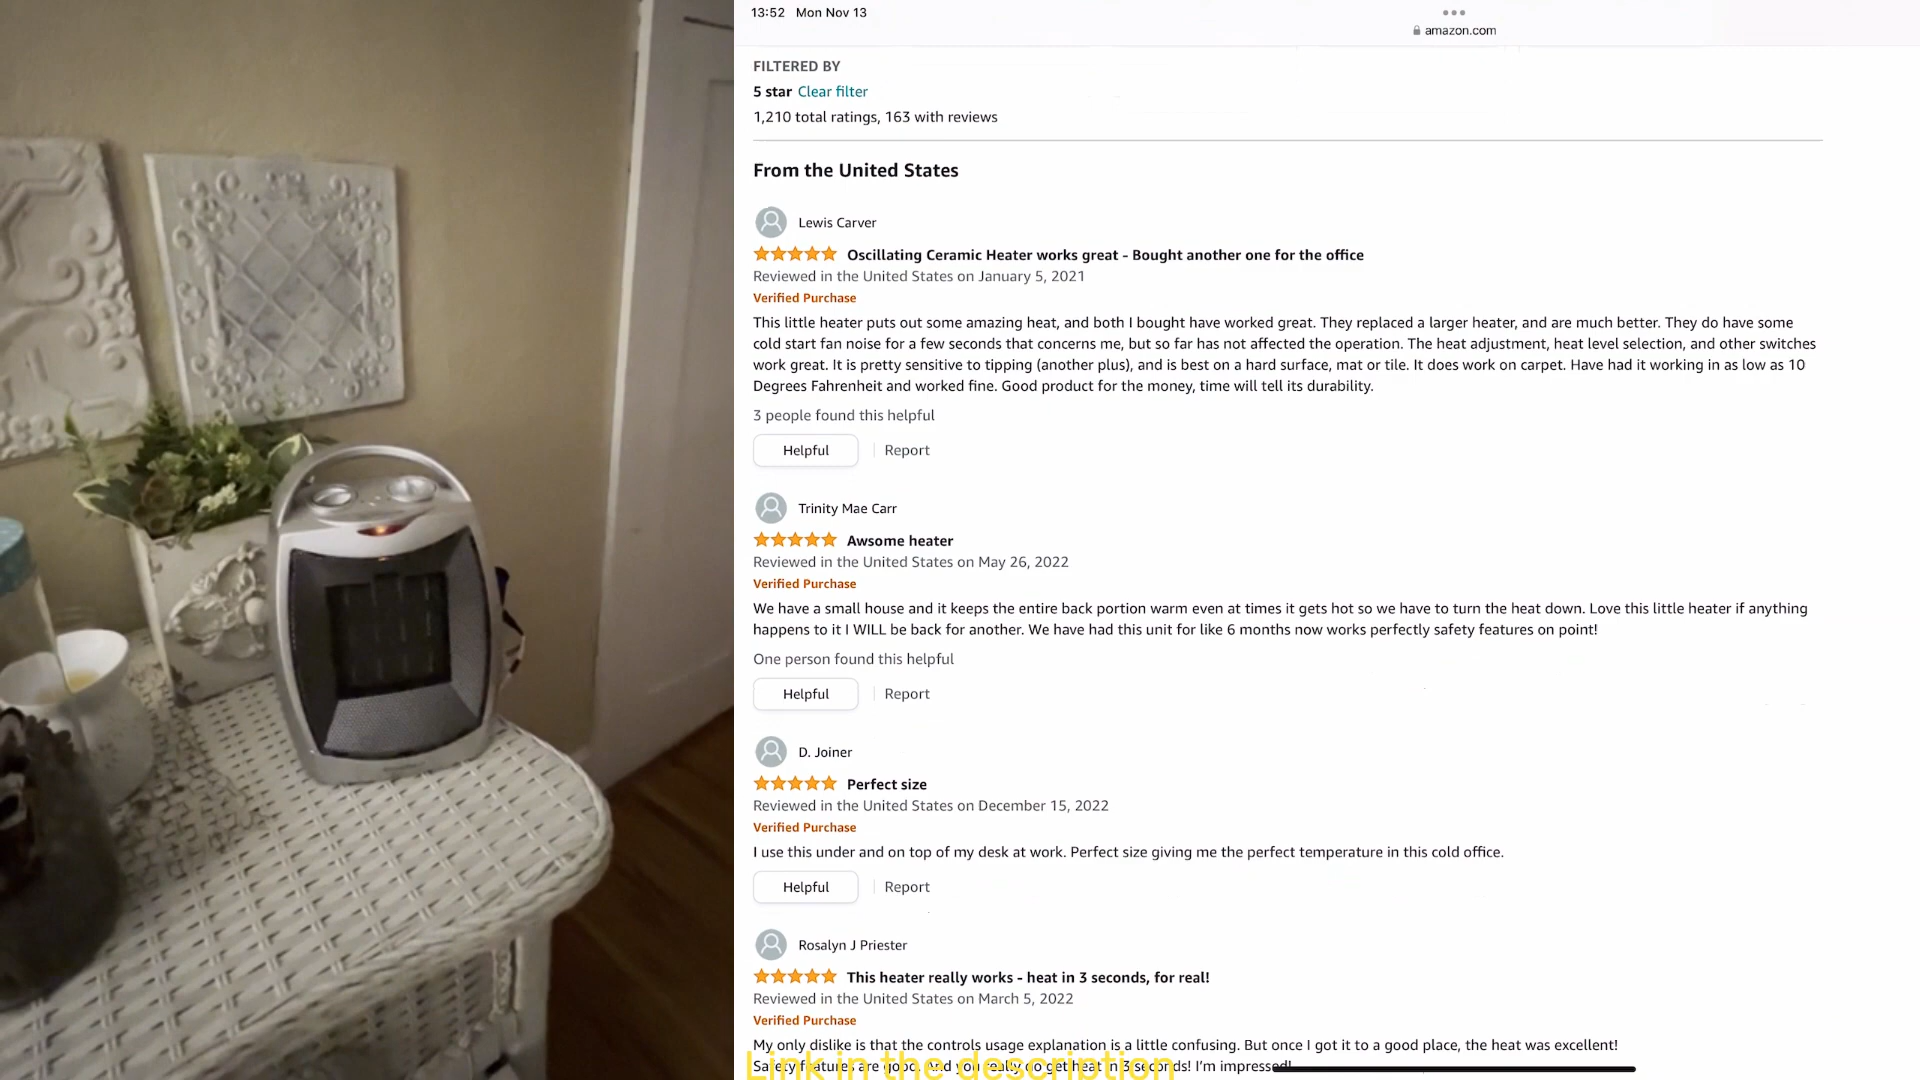 13:52 Mon Nov 13
amazon.com
FILTERED BY
5 star Clear filter
1,210 total ratings, 163 with reviews
From the United States
Lewis Carver
Oscillating Ceramic Heater works great - Bought another one for the office
Reviewed in the United States on January 5, 2021
Verified Purchase
This little heater puts out some amazing heat, and both I bought have worked great. They replaced a larger heater, and are much better. They do have some
cold start fan noise for a few seconds that concerns me, but so far has not affected the operation. The heat adjustment, heat level selection, and other switches
work great. It is pretty sensitive to tipping (another plus), and is best on a hard surface, mat or tile. It does work on carpet. Have had it working in as low as 10
Degrees Fahrenheit and worked fine. Good product for the money, time will tell its durability.
3 people found this helpful
Helpful Report
Trinity Mae Carr
Awsome heater
Reviewed in the United States on May 26, 2022
Verified Purchase
We have a small house and it keeps the entire back portion warm even at times it gets hot so we have to turn the heat down. Love this little heater if anything
happens to it I WILL be back for another. We have had this unit for like 6 months now works perfectly safety features on point!
One person found this helpful
Helpful Report
D. Joiner
Perfect size
Reviewed in the United States on December 15, 2022
Verified Purchase
I use this under and on top of my desk at work. Perfect size giving me the perfect temperature in this cold office.
Helpful Report
Rosalyn J Priester
This heater really works - heat in 3 seconds, for real!
Reviewed in the United States on March 5, 2022
Verified Purchase
My only dislike is that the controls usage explanation is a little confusing. But once I got it to a good place, the heat was excellent!
Safety features are good. And you really do get heat in 3 seconds! I'm impressed!
Link in the description